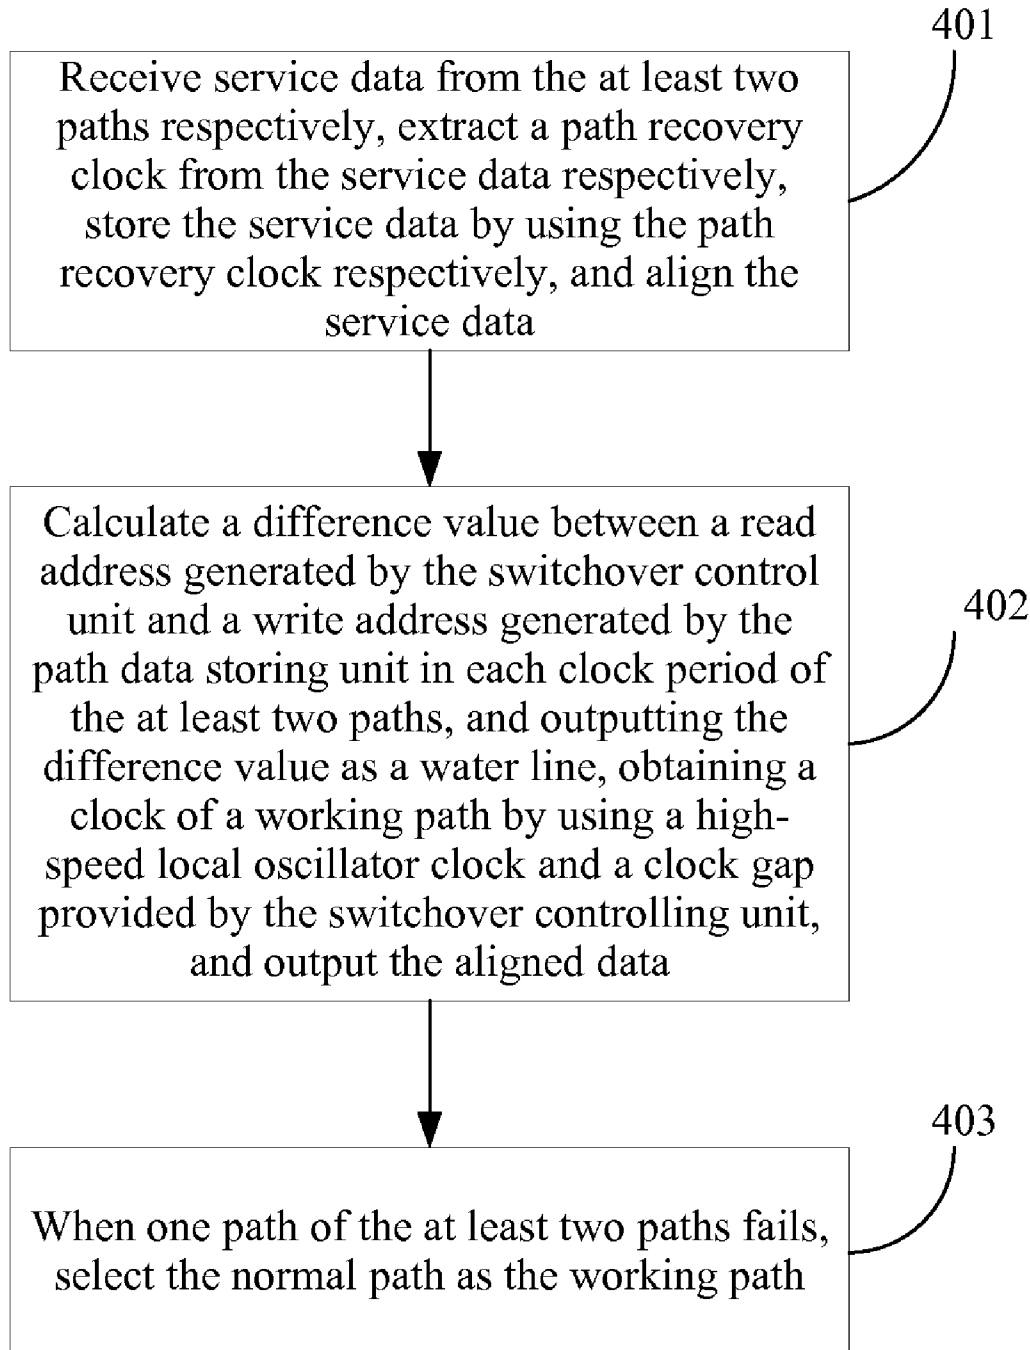 401
Receive service data from the at least two
paths respectively, extract a path recovery
clock from the service data respectively,
store the service data by using the path
recovery clock respectively, and align the
service data
402
Calculate a difference value between a read
address generated by the switchover control
unit and a write address generated by the
path data storing unit in each clock period of
the at least two paths, and outputting the
difference value as a water line, obtaining a
clock of a working path by using a high-
speed local oscillator clock and a clock gap
provided by the switchover controlling unit,
and output the aligned data
403
When one path of the at least two paths fails,
select the normal path as the working path